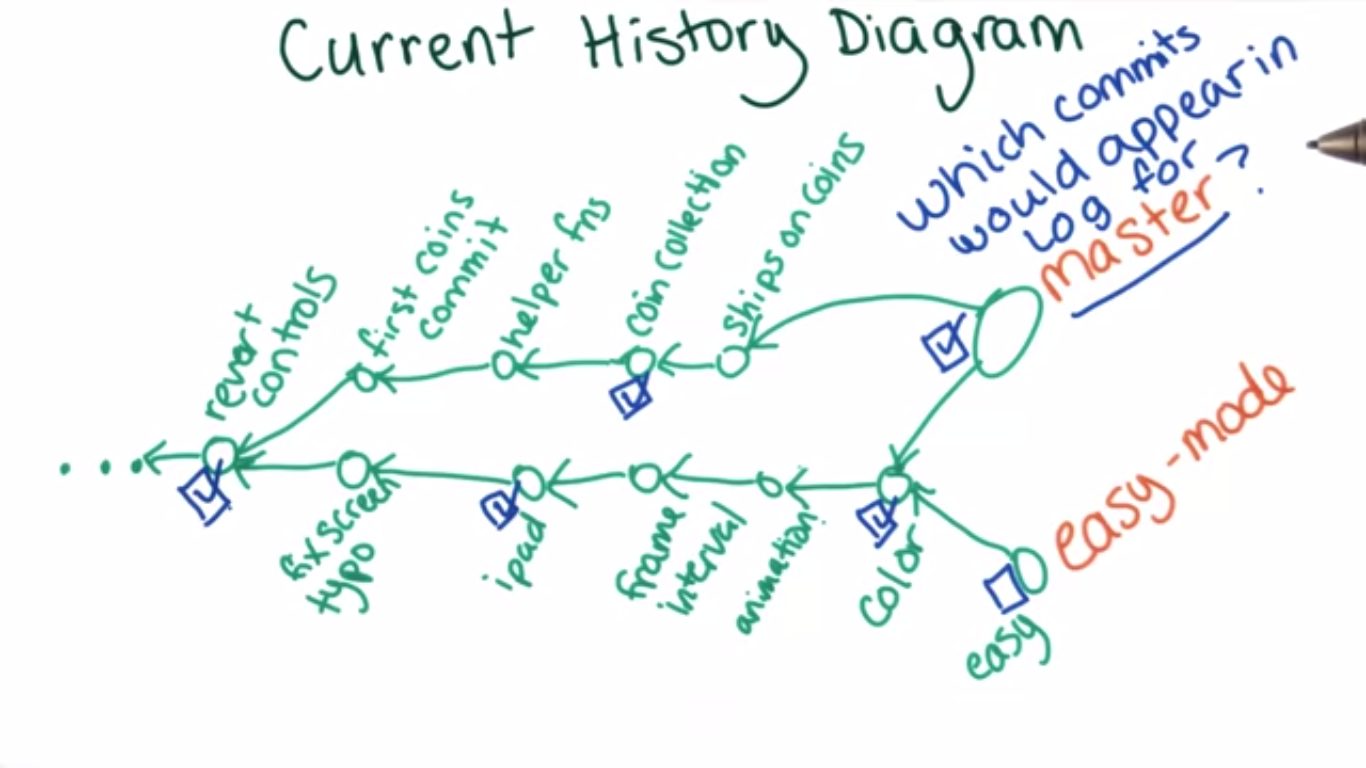 Current History Diagram
which commits
would appear in
log for
master?
ships on coins
coin collection
helper fns
first coins
commit
revert
controls
easy-mode
fix screen
typo
ipad
frame
interval
animation
color
easy